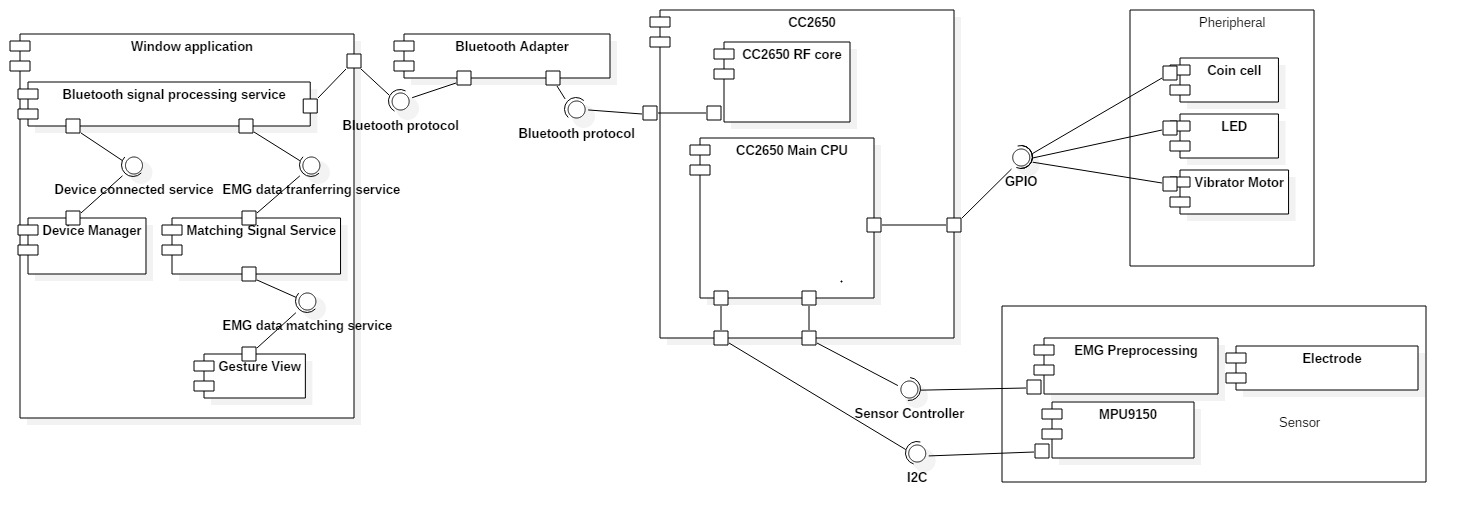 Window application
Bluetooth signal processing service
Device connected service
EMG data tranferring service
Device Manager
Matching Signal Service
EMG data matching service
Gesture View
Bluetooth protocol
Bluetooth Adapter
Bluetooth protocol
CC2650
CC2650 RF core
CC2650 Main CPU
GPIO
Pheripheral
Coin cell
LED
Vibrator Motor
Sensor Controller
I2C
EMG Preprocessing
Electrode
MPU9150
Sensor